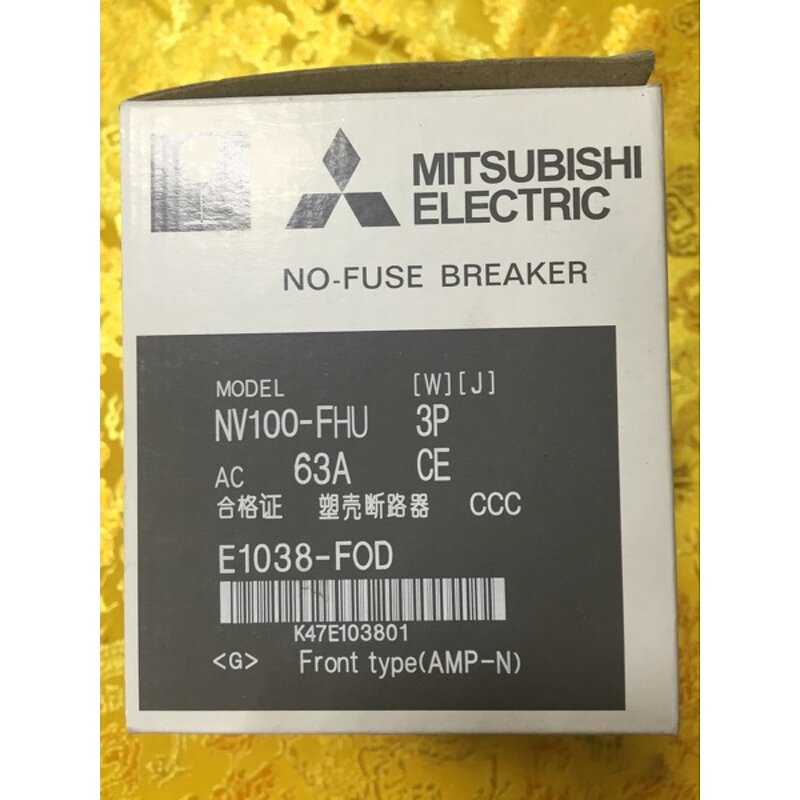 MITSUBISHI
ELECTRIC
NO-FUSE BREAKER
MODEL [W][J]
NV100-FHU 3P
AC 63A CE
合格证 塑壳断路器 CCC
E1038-FOD
K47E103801
<G> Front type(AMP-N)